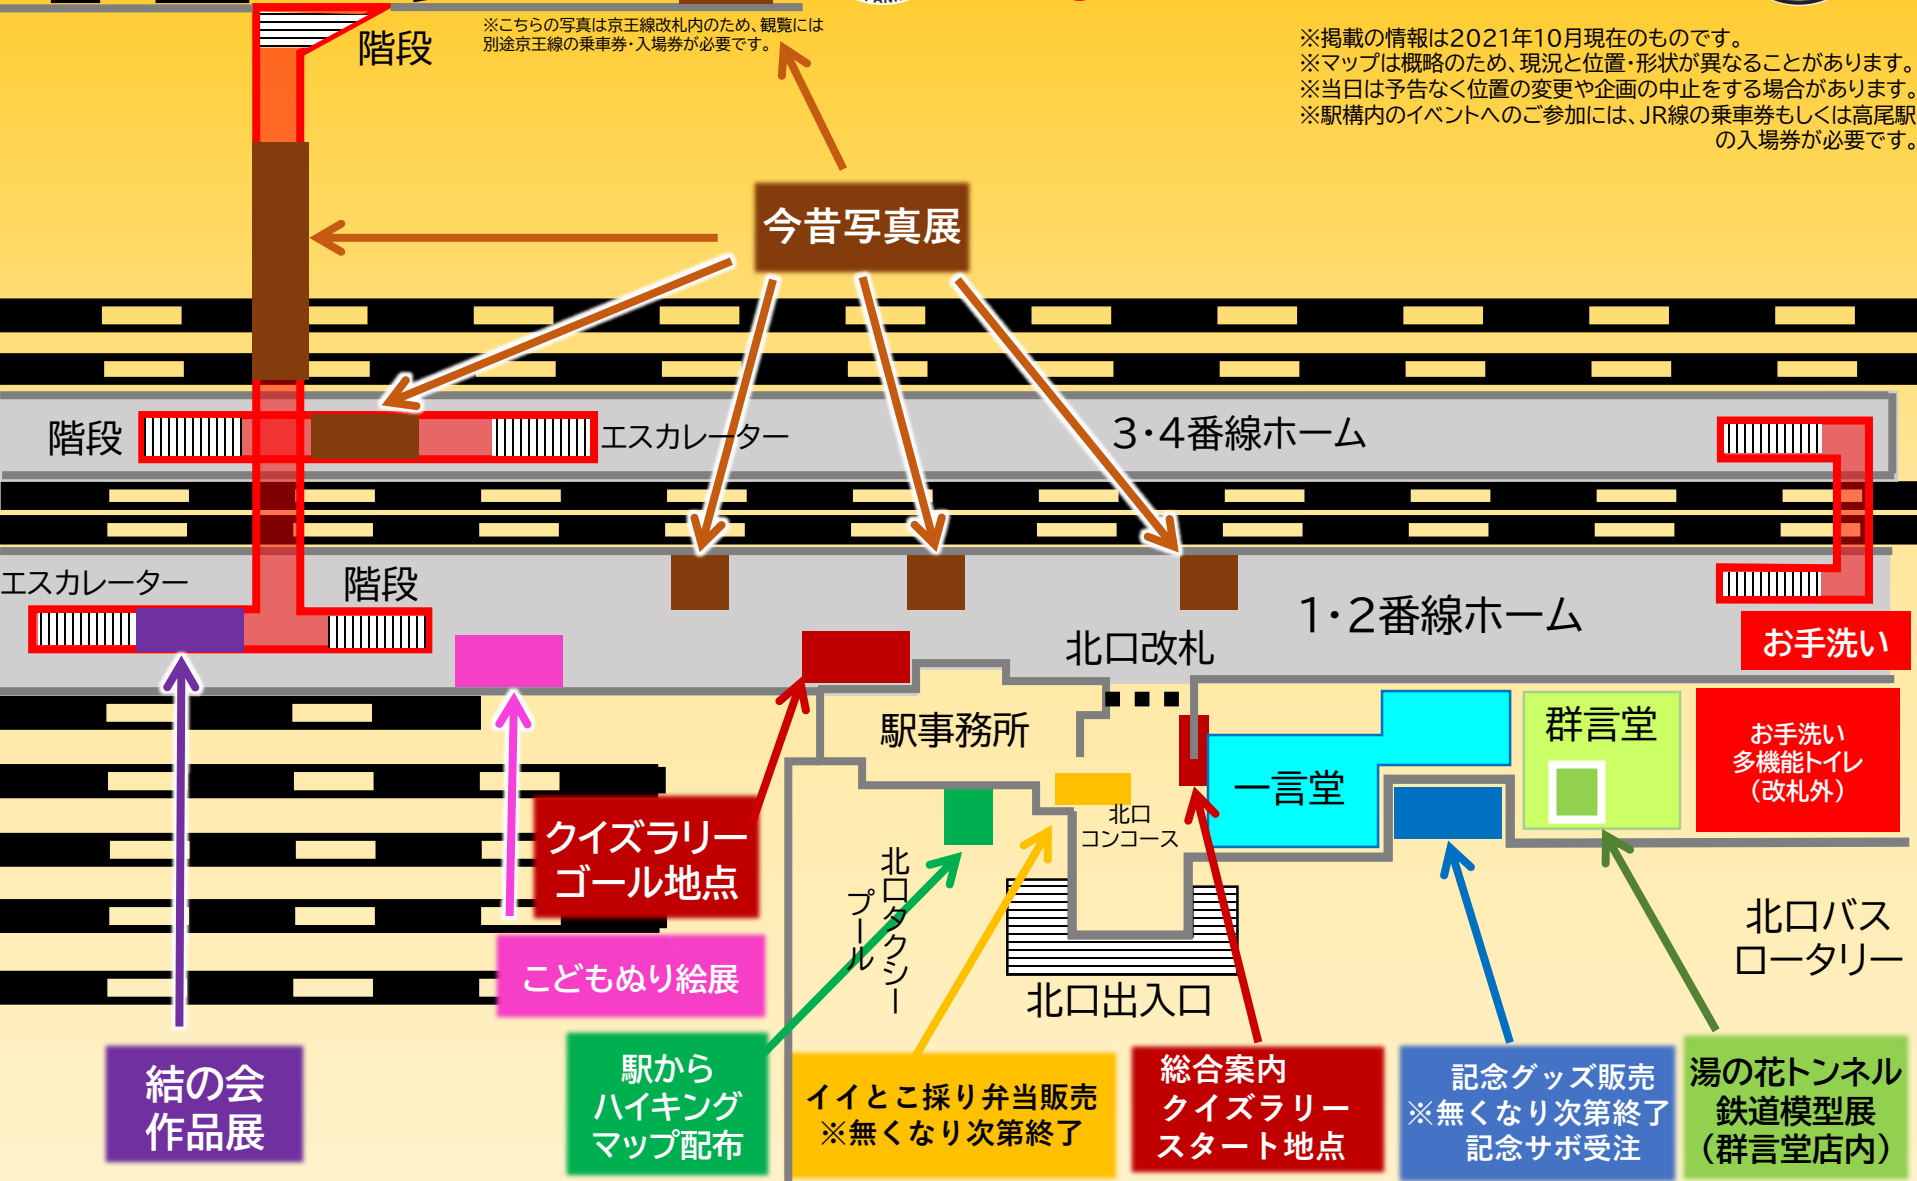 階段
※こちらの写真は京王線改札内のため、観覧には
別途京王線の乗車券・入場券が必要です。
※掲載の情報は2021年10月現在のものです。
※マップは概略のため、現況と位置・形状が異なることがあります。
※当日は予告なく位置の変更や企画の中止をする場合があります。
※駅構内のイベントへのご参加には、JR線の乗車券もしくは高尾駅
の入場券が必要です。
今昔写真展
階段
エスカレーター
3・4番線ホーム
エスカレーター
階段
1・2番線ホーム
北口改札
お手洗い
駅事務所
一言堂
群言堂
お手洗い
多機能トイレ
(改札外)
北口
コンコース
クイズラリー
ゴール地点
北口タクシー
プール
北口バス
ロータリー
こどもぬり絵展
北口出入口
結の会
作品展
駅から
ハイキング
マップ配布
イイとこ採り弁当販売
※無くなり次第終了
総合案内
クイズラリー
スタート地点
記念グッズ販売
※無くなり次第終了
記念サボ受注
湯の花トンネル
鉄道模型展
(群言堂店内)